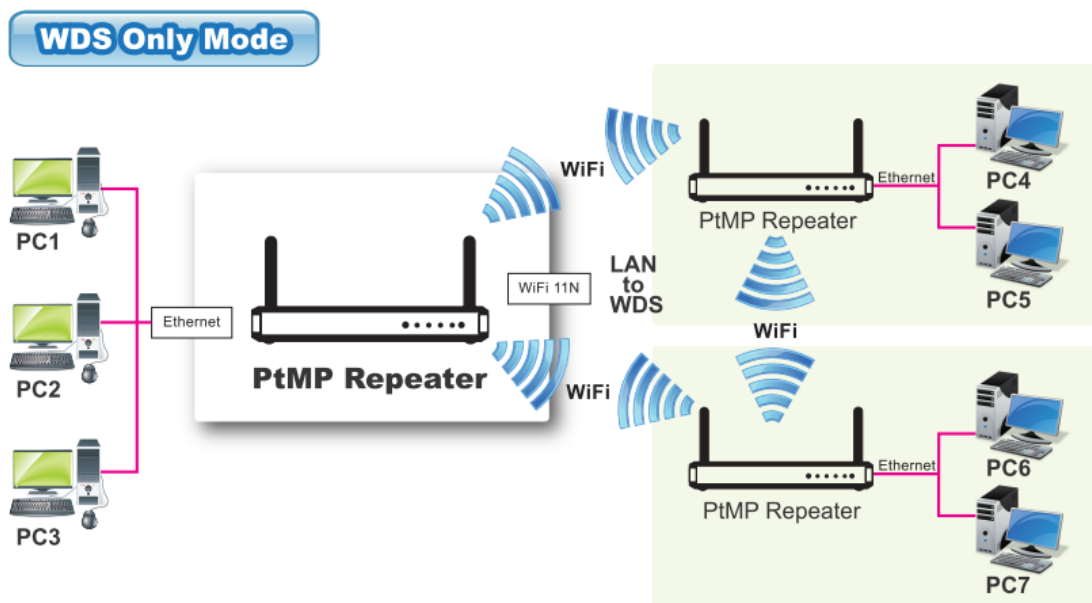 WDS Only Mode
PC1
PC2
PC3
Ethernet
PtMP Repeater
WiFi 11N
WiFi
WiFi
LAN
to
WDS
PtMP Repeater
Ethernet
PC4
PC5
WiFi
PtMP Repeater
Ethernet
PC6
PC7